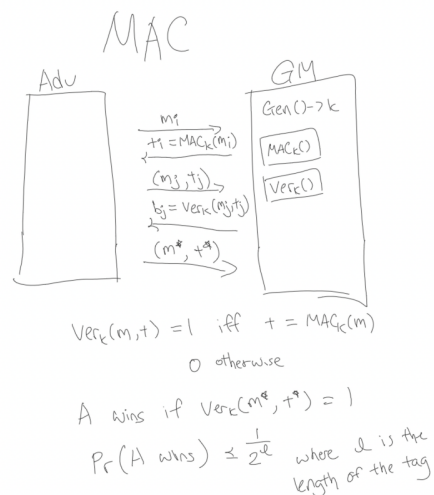 MAC
Adv
GM
Gen()->k
mi
ti = MACk(mi)
MACk()
(mj, tj)
Verk()
bj = Verk(mj,tj)
(m*, t*)
Verk(m,t) = 1 iff t = MACk(m)
0 otherwise
A wins if Verk(m*, t*) = 1
Pr(A wins) ≤ 1/2^l where l is the
length of the tag